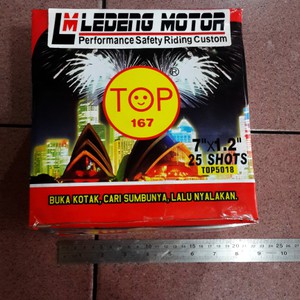 LM LEDENG MOTOR
Performance Safety Riding Custom
®
TOP
167
7"x1.2"
25 SHOTS
TOP5018
BUKA KOTAK, CARI SUMBUNYA, LALU NYALAKAN.